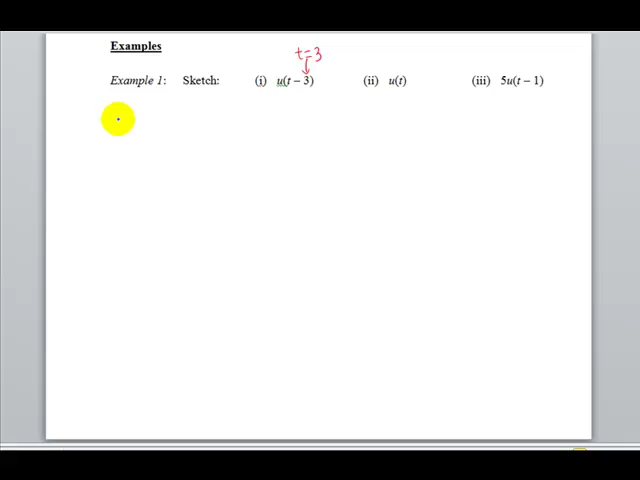 Examples
t=3
Example 1: Sketch: (i) u(t − 3) (ii) u(t) (iii) 5u(t − 1)